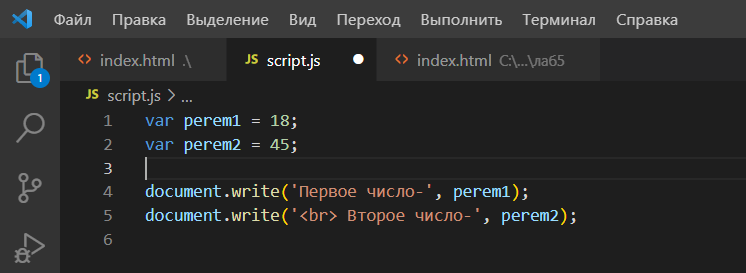 Файл Правка Выделение Вид Переход Выполнить Терминал Справка
index.html .\ JS script.js index.html C:\...\ла65
JS script.js > ...
1 var perem1 = 18;
2 var perem2 = 45;
3
4 document.write('Первое число-', perem1);
5 document.write('<br> Второе число-', perem2);
6
1